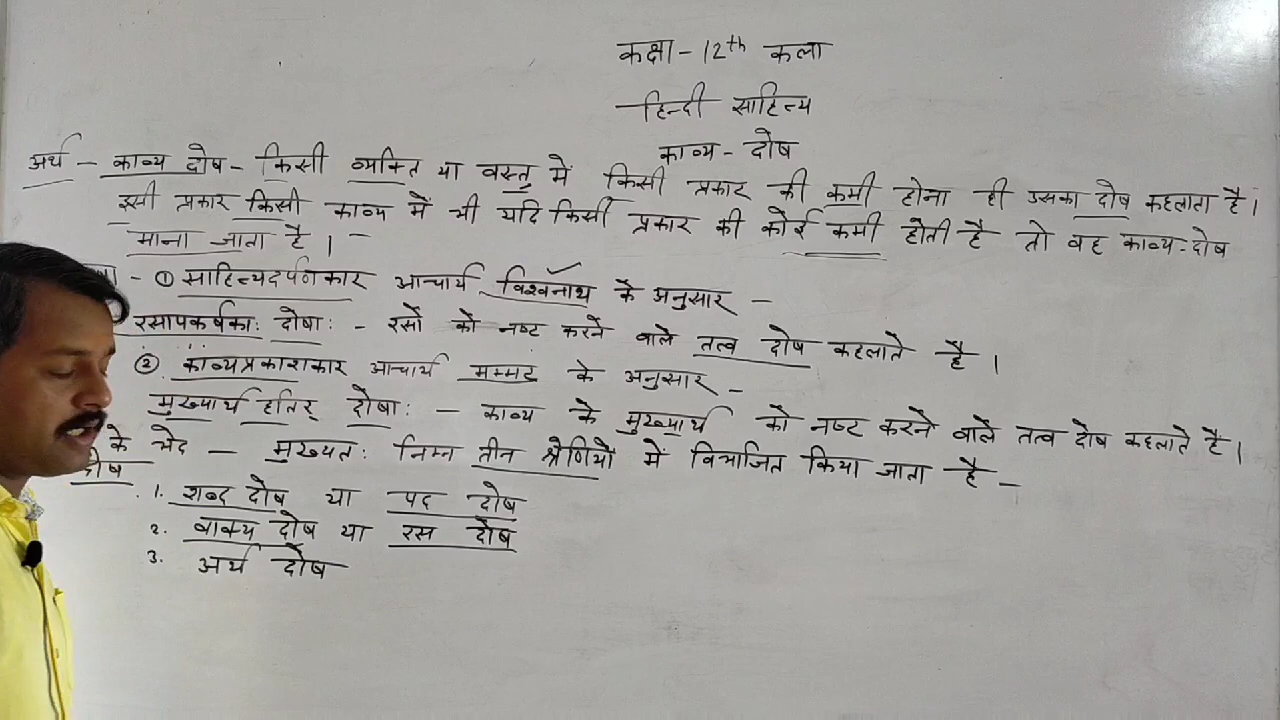 कक्षा - 12th कला
हिन्दी साहित्य
काव्य - दोष
अर्थ - काव्य दोष - किसी व्यक्ति या वस्तु में किसी प्रकार की कमी होना ही उसका दोष कहलाता है।
इसी प्रकार किसी काव्य में भी यदि किसी प्रकार की कोई कमी होती है तो वह काव्य-दोष
माना जाता है।
- ① साहित्यदर्पणकार आचार्य विश्वनाथ के अनुसार -
रसापकर्षकाः दोषाः - रसों को नष्ट करने वाले तत्व दोष कहलाते है।
② काव्यप्रकाशकार आचार्य मम्मट के अनुसार -
मुख्यार्थ हतिर् दोषाः - काव्य के मुख्यार्थ को नष्ट करने वाले तत्व दोष कहलाते है।
के भेद - मुख्यतः निम्न तीन श्रेणियों में विभाजित किया जाता है -
दोष
1. शब्द दोष या पद दोष
2. वाक्य दोष या रस दोष
3. अर्थ दोष